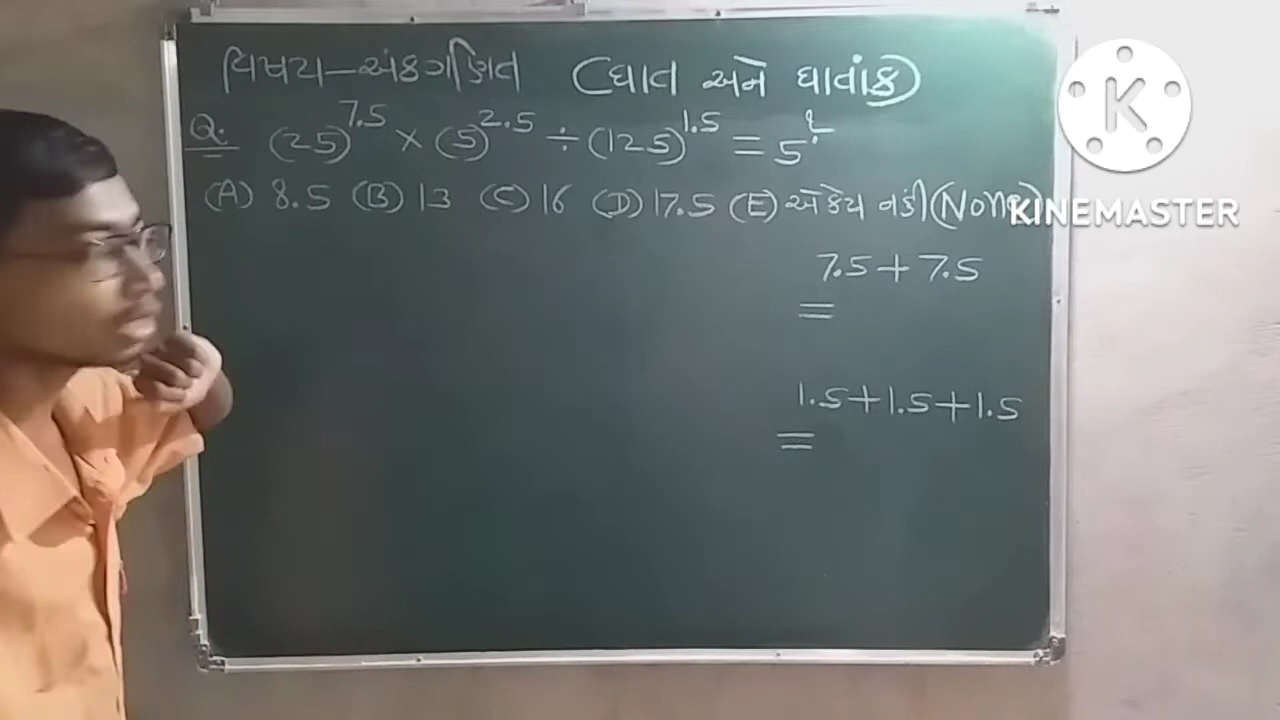 વિષય-અંકગણિત (ઘાત અને ઘાતાંક)
Q. (25)^7.5 × (5)^2.5 ÷ (125)^1.5 = 5^?
(A) 8.5 (B) 13 (C) 16 (D) 17.5 (E) એકેય નહીં (None)
7.5+7.5
=
1.5+1.5+1.5
=
K
KINEMASTER